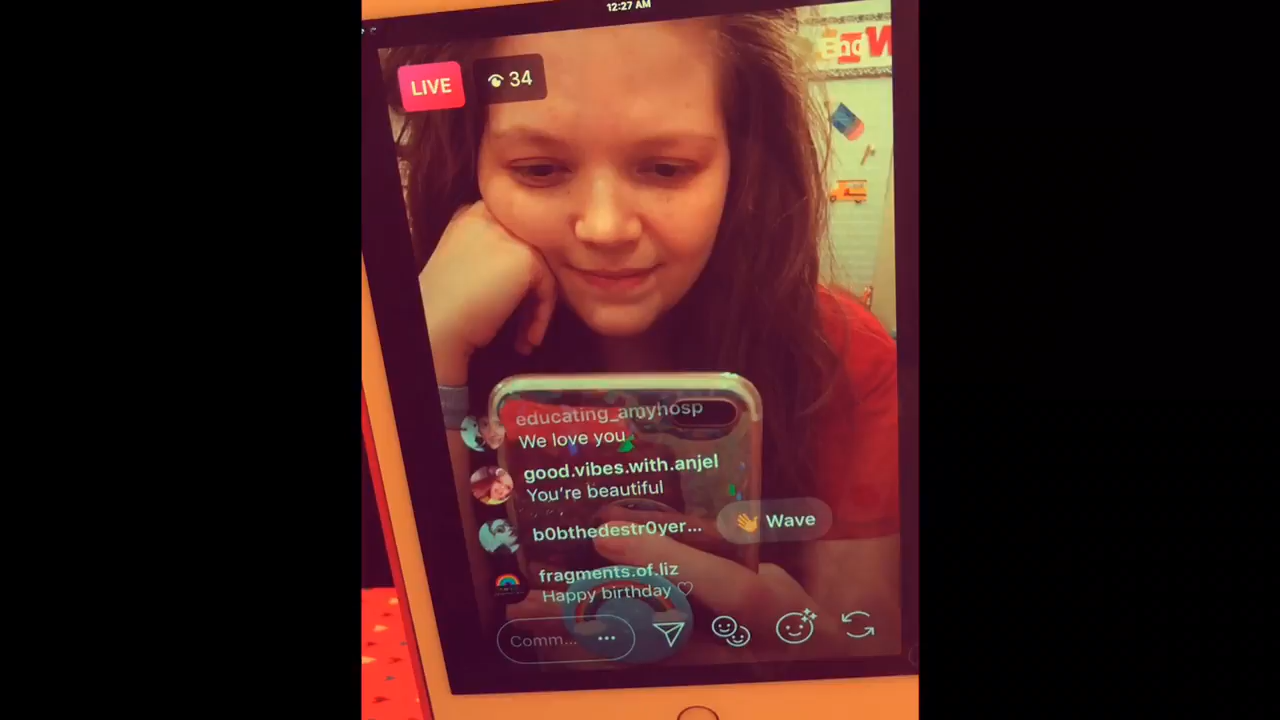 12:27 AM
End W
LIVE
34
educating_amyhosp
We love you
good.vibes.with.anjel
You're beautiful
b0bthedestr0yer...
👋 Wave
fragments.of.liz
Happy birthday ♡
Comm...